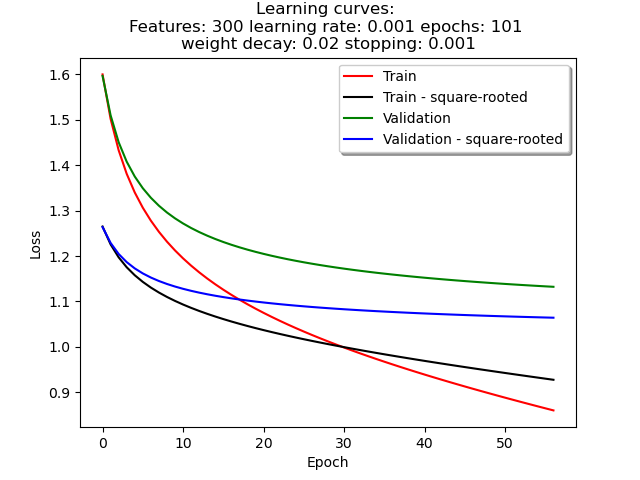 Learning curves:
Features: 300 learning rate: 0.001 epochs: 101
weight decay: 0.02 stopping: 0.001
Train
Train - square-rooted
Validation
Validation - square-rooted
1.6
1.5
1.4
1.3
1.2
1.1
1.0
0.9
Loss
0 10 20 30 40 50
Epoch